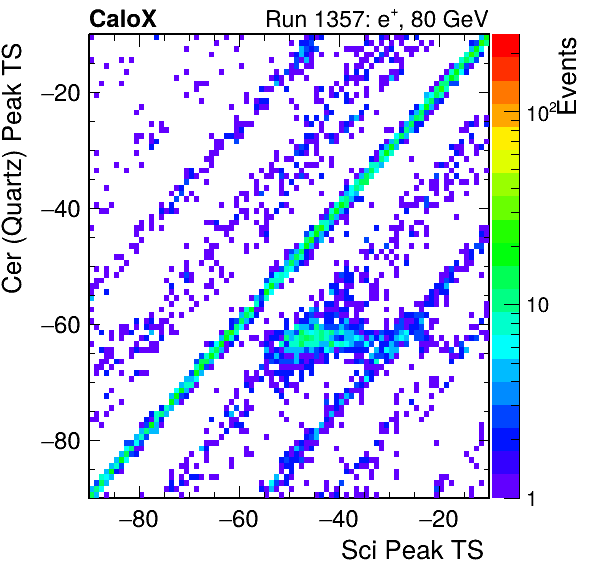 CaloX Run 1357: e⁺, 80 GeV
Cer (Quartz) Peak TS
−20
−40
−60
−80
−80 −60 −40 −20
Sci Peak TS
Events
10²
10
1